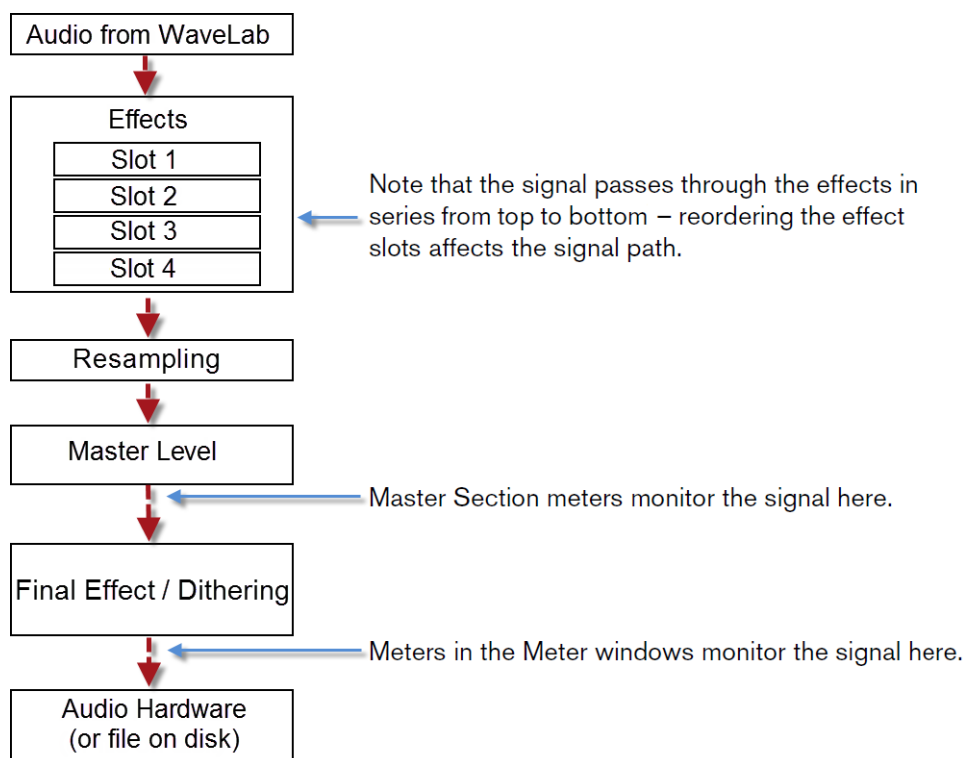 Audio from WaveLab
Effects
Slot 1
Slot 2
Slot 3
Slot 4
Note that the signal passes through the effects in
series from top to bottom – reordering the effect
slots affects the signal path.
Resampling
Master Level
Master Section meters monitor the signal here.
Final Effect / Dithering
Meters in the Meter windows monitor the signal here.
Audio Hardware
(or file on disk)